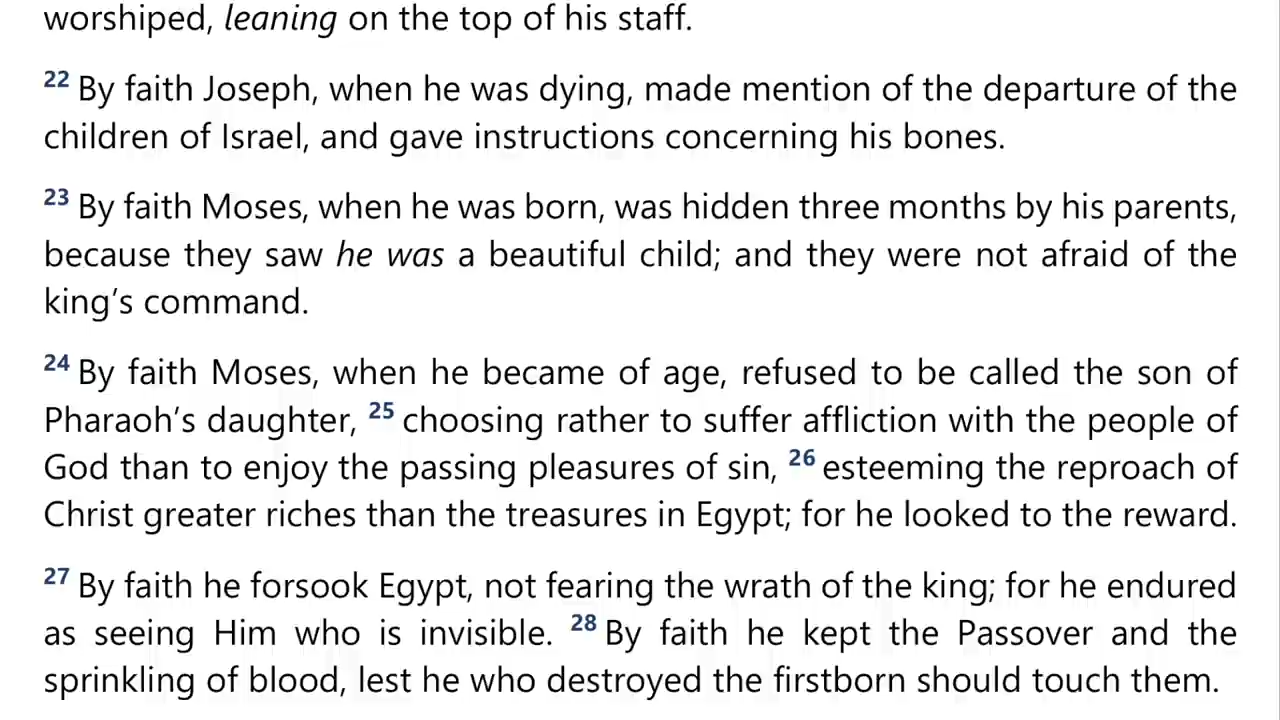 worshiped, leaning on the top of his staff.
22 By faith Joseph, when he was dying, made mention of the departure of the
children of Israel, and gave instructions concerning his bones.
23 By faith Moses, when he was born, was hidden three months by his parents,
because they saw he was a beautiful child; and they were not afraid of the
king’s command.
24 By faith Moses, when he became of age, refused to be called the son of
Pharaoh’s daughter, 25 choosing rather to suffer affliction with the people of
God than to enjoy the passing pleasures of sin, 26 esteeming the reproach of
Christ greater riches than the treasures in Egypt; for he looked to the reward.
27 By faith he forsook Egypt, not fearing the wrath of the king; for he endured
as seeing Him who is invisible. 28 By faith he kept the Passover and the
sprinkling of blood, lest he who destroyed the firstborn should touch them.